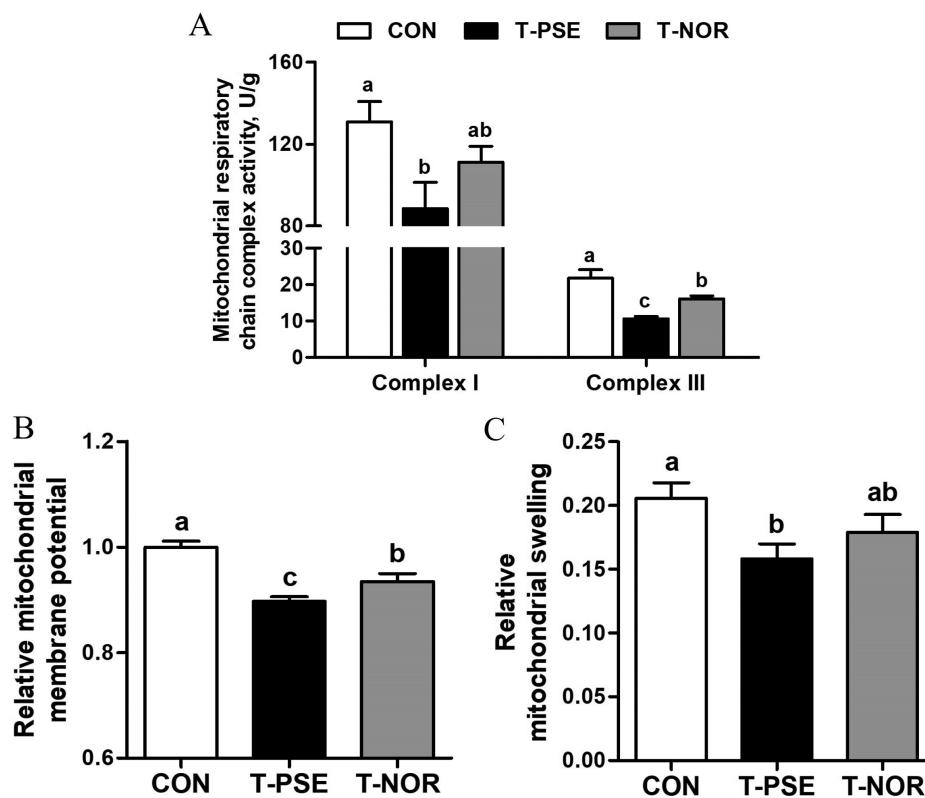 A
CON T-PSE T-NOR
Mitochondrial respiratory
chain complex activity, U/g
160
120
80
30
20
10
0
a
b
ab
a
c
b
Complex I Complex III
B
Relative mitochondrial
membrane potential
1.2
1.0
0.8
0.6
a
c
b
CON T-PSE T-NOR
C
Relative
mitochondrial swelling
0.25
0.20
0.15
0.10
0.05
0.00
a
b
ab
CON T-PSE T-NOR